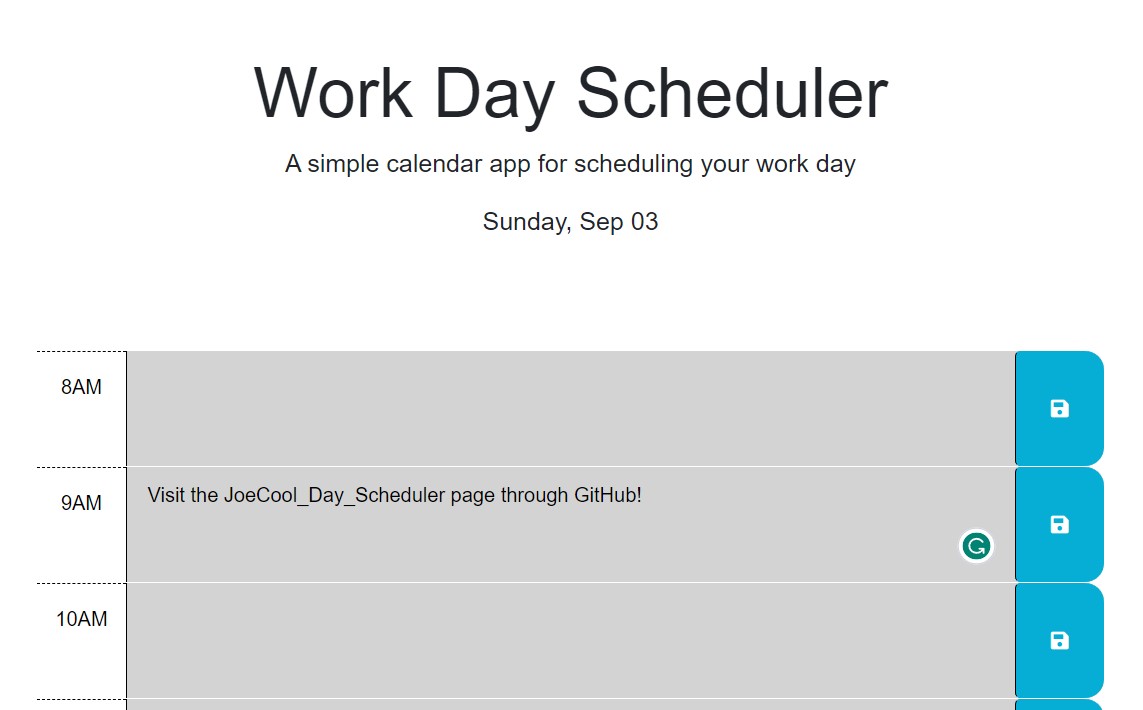 Work Day Scheduler
A simple calendar app for scheduling your work day
Sunday, Sep 03
8AM
9AM
Visit the JoeCool_Day_Scheduler page through GitHub!
10AM